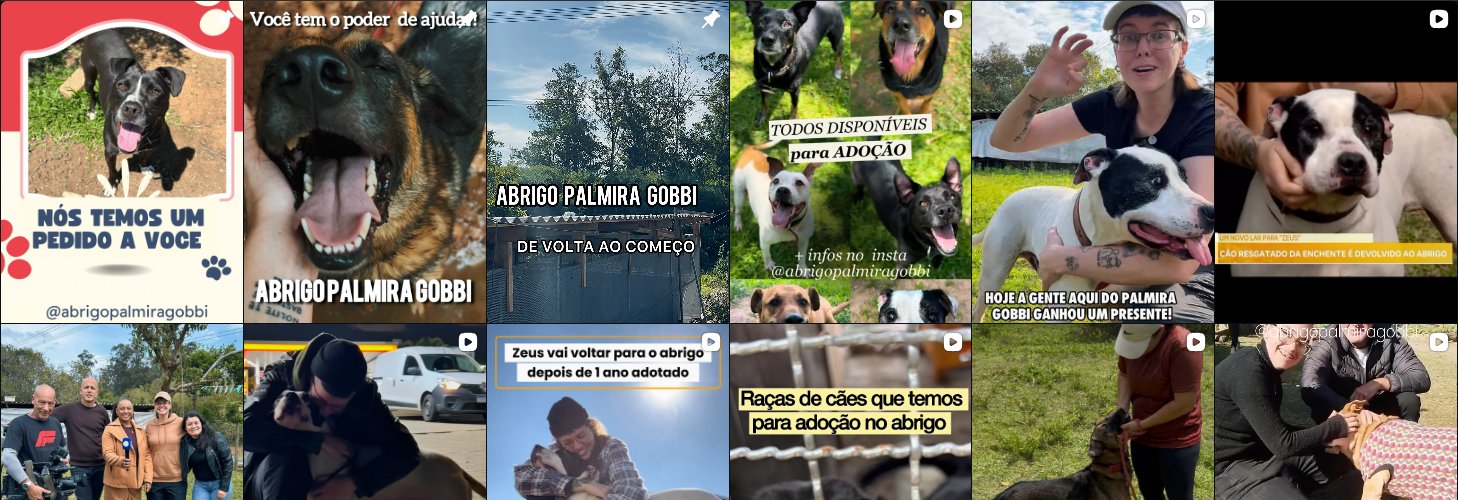 NÓS TEMOS UM
PEDIDO A VOCE
@abrigopalmiragobbi
Você tem o poder de ajudar!
ABRIGO PALMIRA GOBBI
ABRIGO PALMIRA GOBBI
DE VOLTA AO COMEÇO
TODOS DISPONÍVEIS
para ADOÇÃO
+ infos no insta
@abrigopalmiragobbi
HOJE A GENTE AQUI DO PALMIRA
GOBBI GANHOU UM PRESENTE!
UM NOVO LAR PARA "ZEUS"
CÃO RESGATADO DA ENCHENTE É DEVOLVIDO AO ABRIGO
Zeus vai voltar para o abrigo
depois de 1 ano adotado
Raças de cães que temos
para adoção no abrigo
@abrigopalmiragobbi